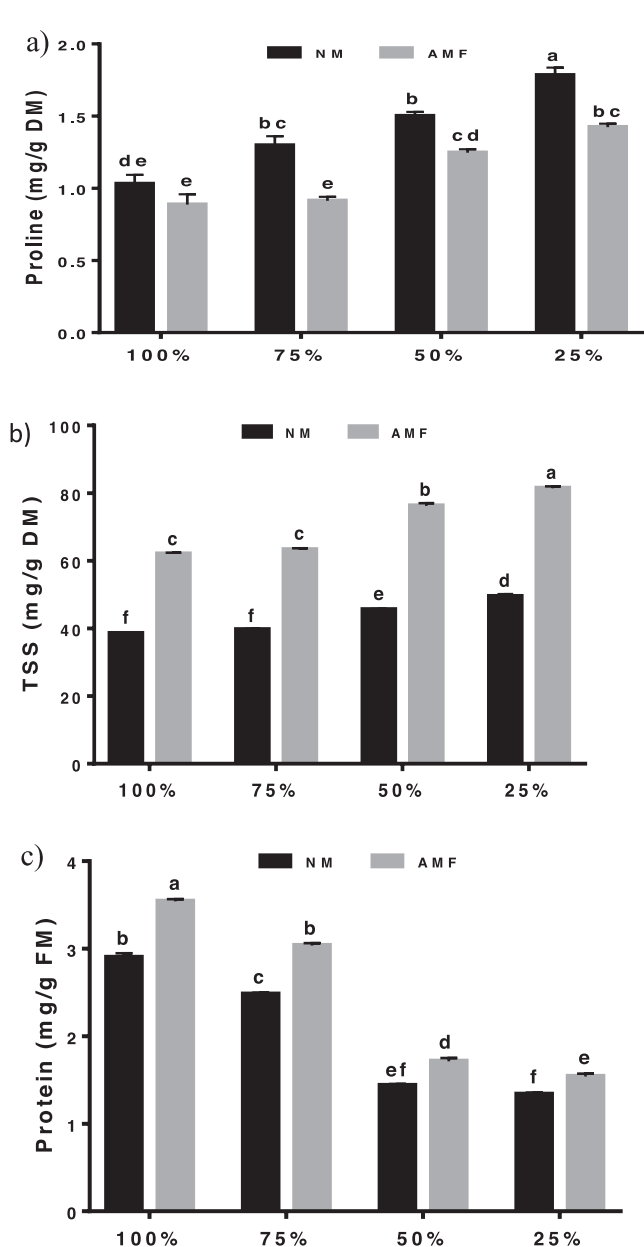 a)
NM AMF
Proline (mg/g DM)
2.0
1.5
1.0
0.5
0.0
de e bc e b cd a bc
100% 75% 50% 25%
b)
NM AMF
TSS (mg/g DM)
100
80
60
40
20
0
f c f c e b d a
100% 75% 50% 25%
c)
NM AMF
Protein (mg/g FM)
4
3
2
1
0
b a c b ef d f e
100% 75% 50% 25%